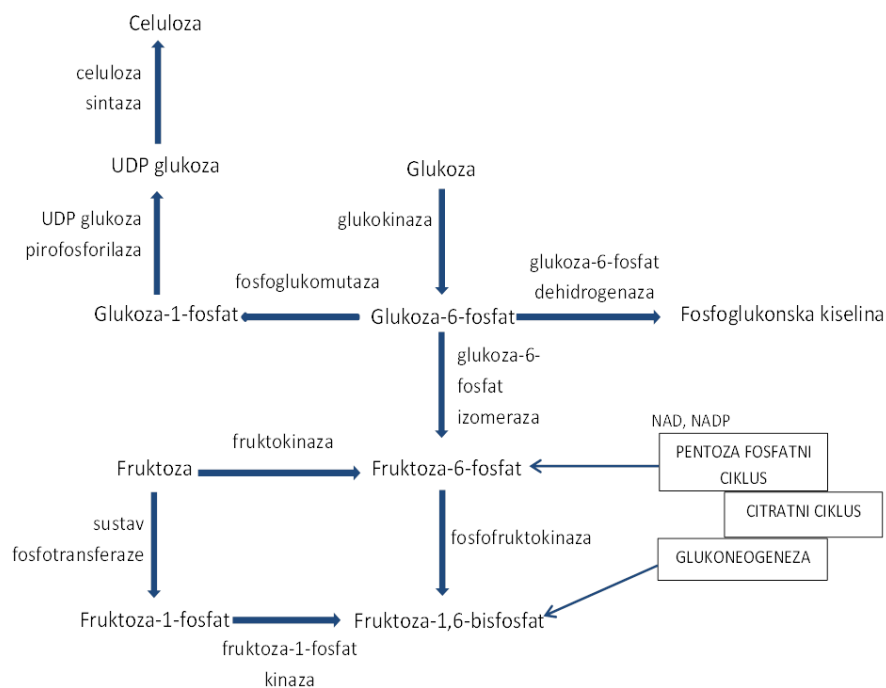 Celuloza
celuloza
sintaza
UDP glukoza
Glukoza
UDP glukoza
pirofosforilaza
glukokinaza
fosfoglukomutaza
glukoza-6-fosfat
dehidrogenaza
Glukoza-1-fosfat
Glukoza-6-fosfat
Fosfoglukonska kiselina
glukoza-6-
fosfat
izomeraza
NAD, NADP
fruktokinaza
PENTOZA FOSFATNI
CIKLUS
Fruktoza
Fruktoza-6-fosfat
CITRATNI CIKLUS
sustav
fosfotransferaze
fosfofruktokinaza
GLUKONEOGENEZA
Fruktoza-1-fosfat
Fruktoza-1,6-bisfosfat
fruktoza-1-fosfat
kinaza